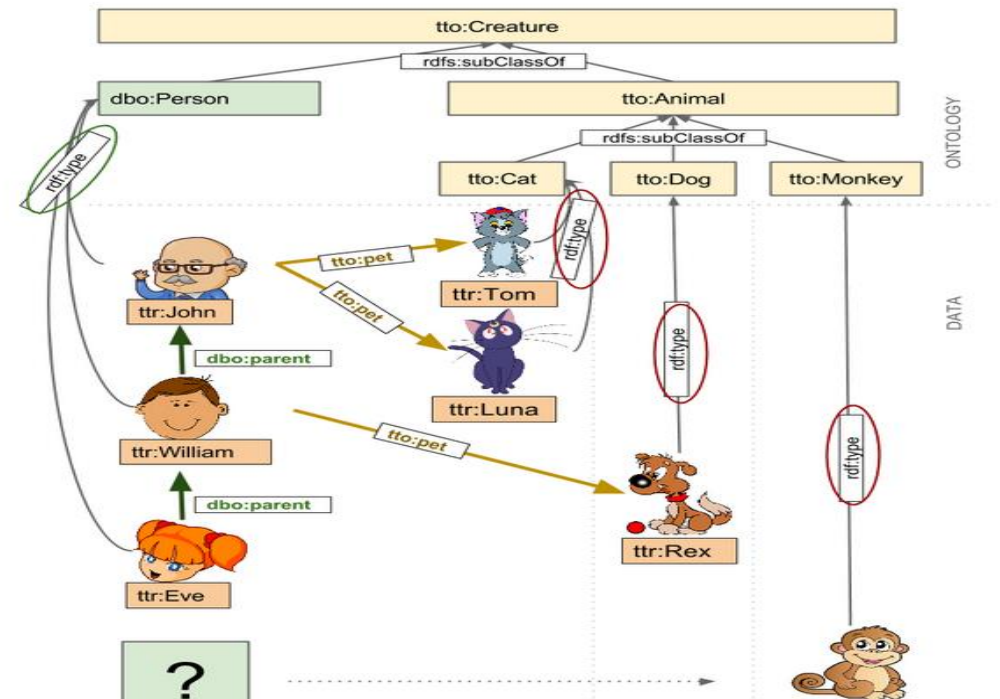 tto:Creature
rdfs:subClassOf
dbo:Person
tto:Animal
rdfs:subClassOf
ONTOLOGY
rdf:type
tto:Cat
tto:Dog
tto:Monkey
rdf:type
tto:pet
ttr:Tom
tto:pet
ttr:John
DATA
rdf:type
dbo:parent
ttr:Luna
tto:pet
rdf:type
ttr:William
dbo:parent
ttr:Rex
ttr:Eve
?